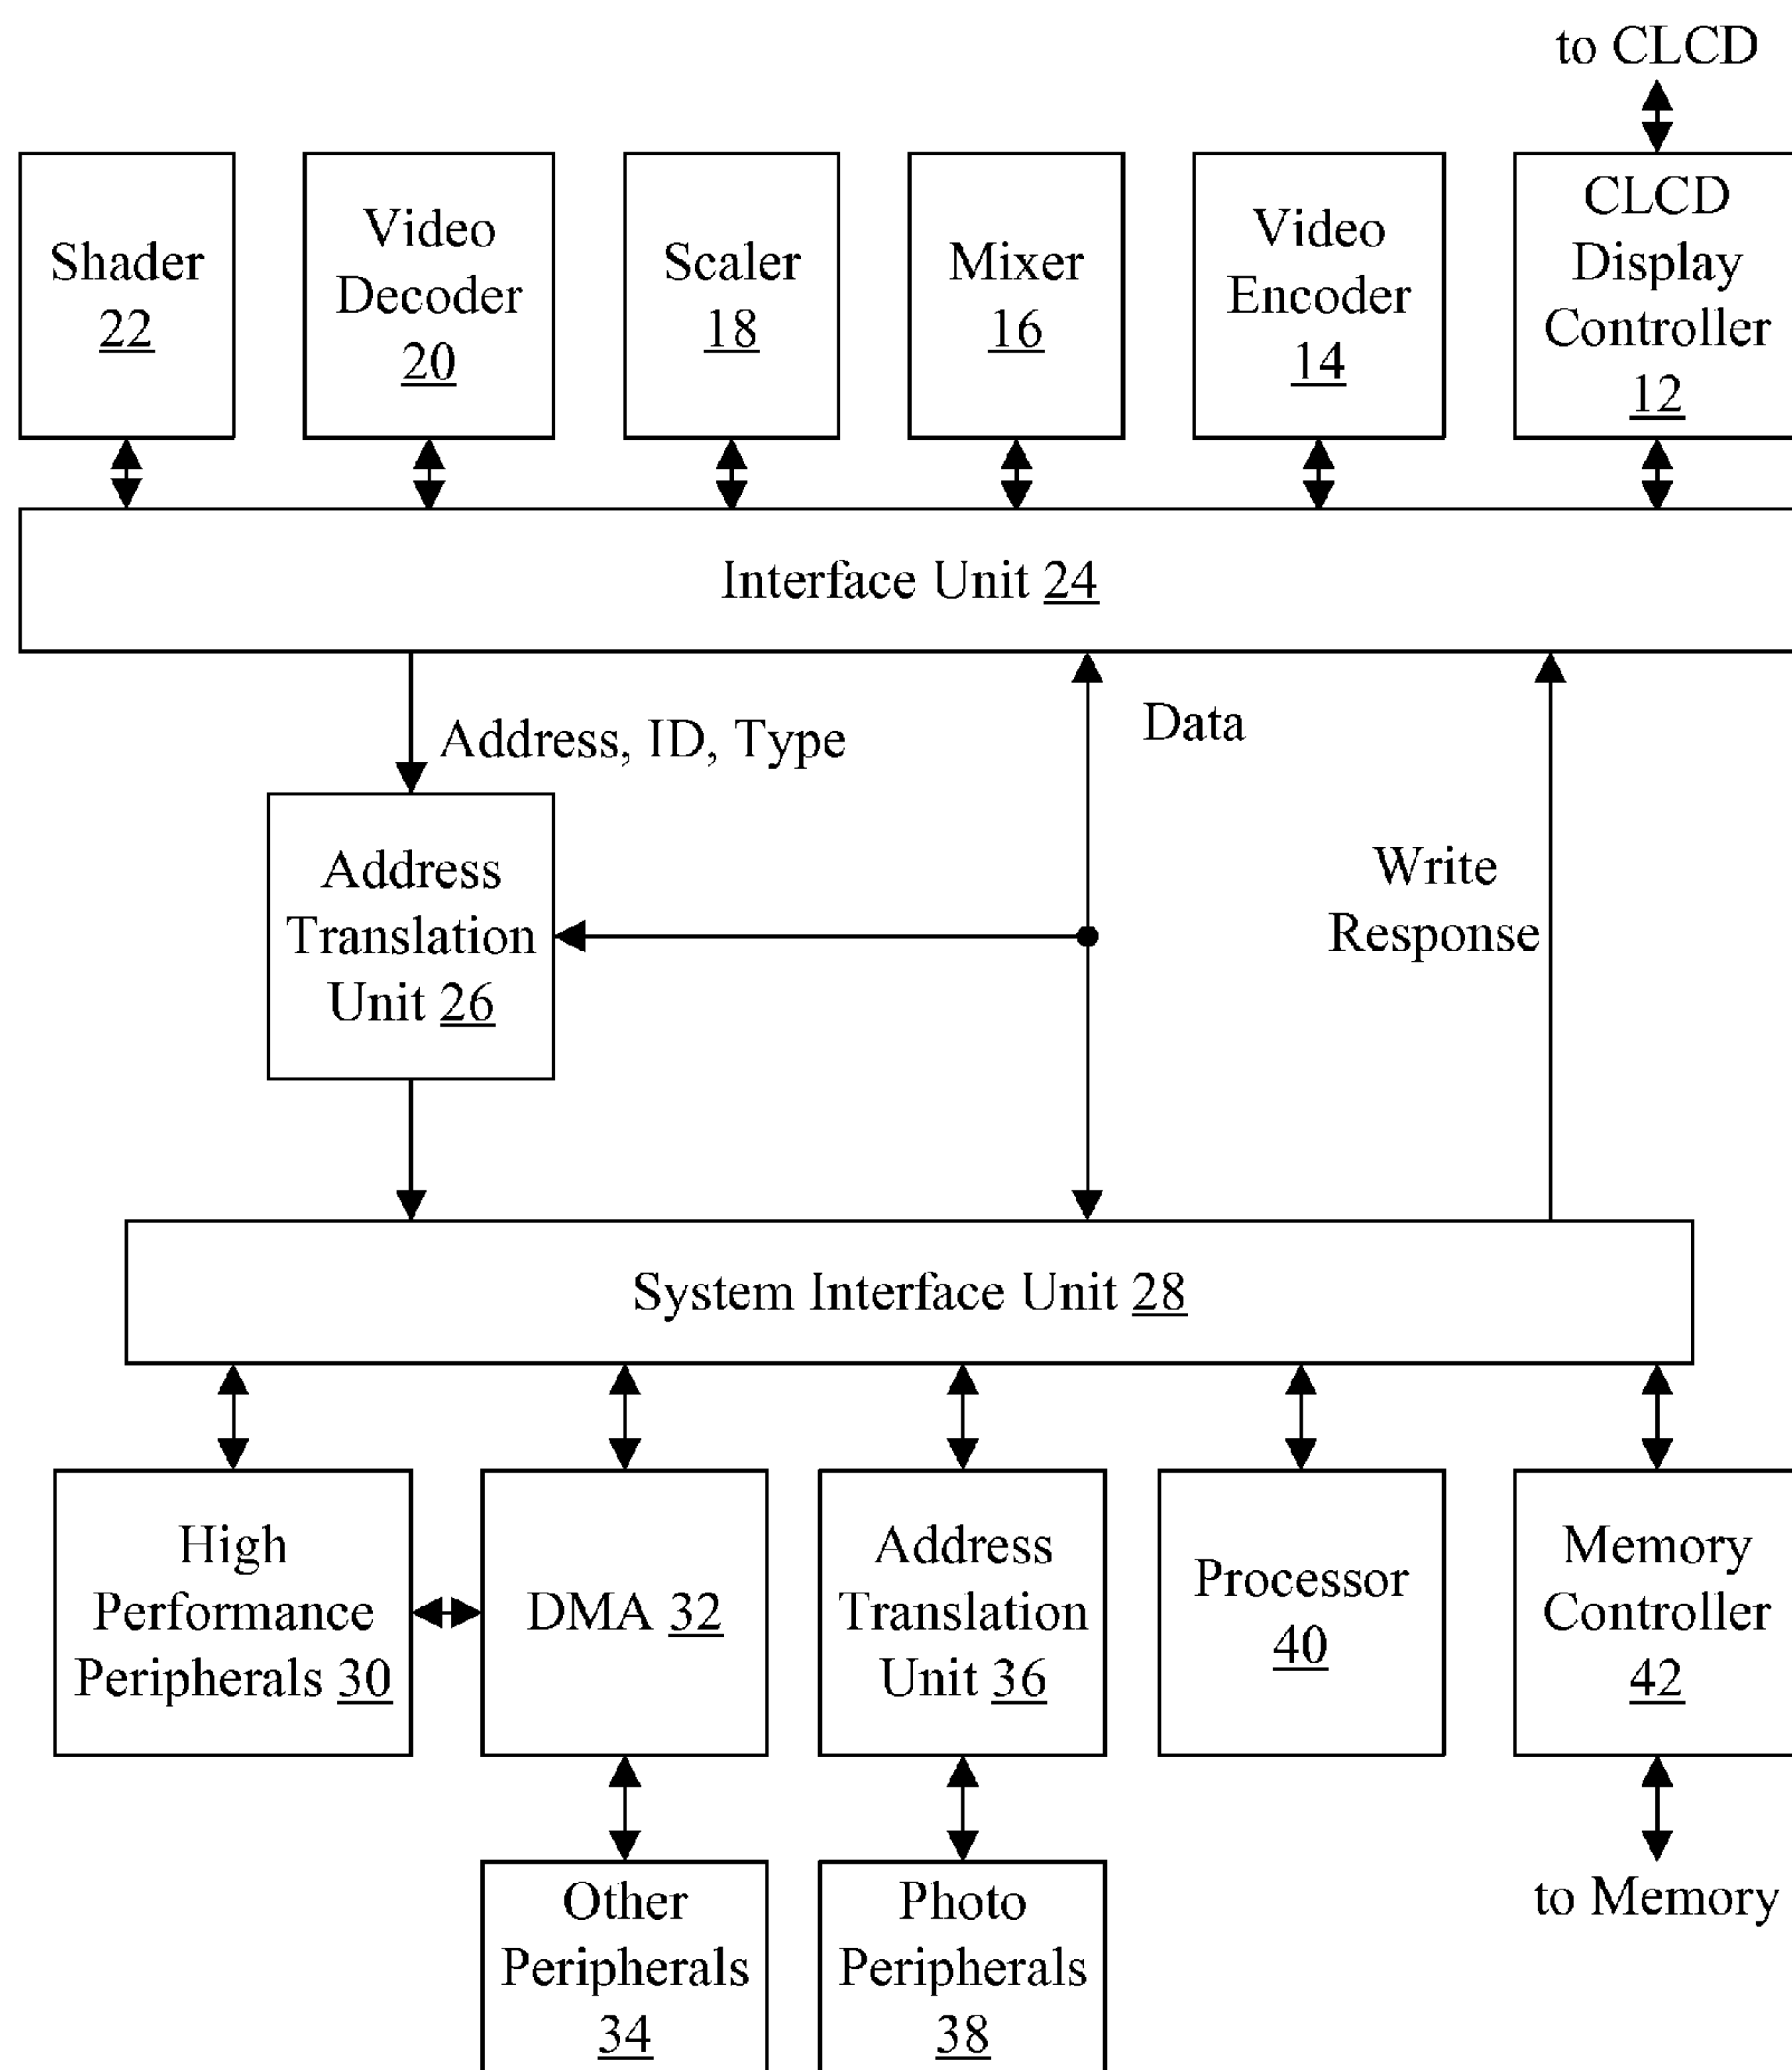 to CLCD
Shader
22
Video
Decoder
20
Scaler
18
Mixer
16
Video
Encoder
14
CLCD
Display
Controller
12
Interface Unit 24
Address, ID, Type
Data
Address
Translation
Unit 26
Write
Response
System Interface Unit 28
High
Performance
Peripherals 30
DMA 32
Address
Translation
Unit 36
Processor
40
Memory
Controller
42
Other
Peripherals
34
Photo
Peripherals
38
to Memory